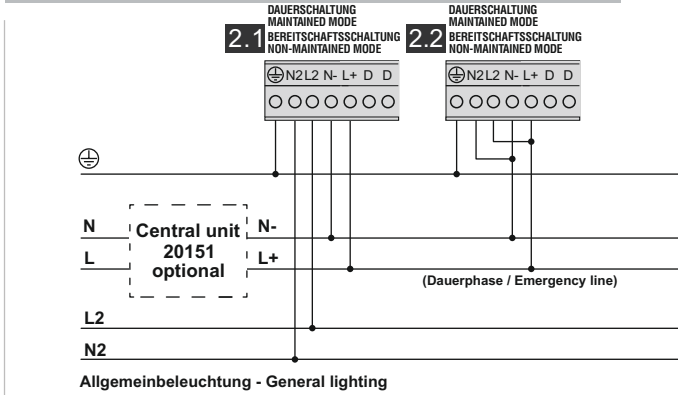 DAUERSCHALTUNG
MAINTAINED MODE
2.1 BEREITSCHAFTSSCHALTUNG
NON-MAINTAINED MODE
DAUERSCHALTUNG
MAINTAINED MODE
2.2 BEREITSCHAFTSSCHALTUNG
NON-MAINTAINED MODE
N2 L2 N- L+ D D
N2 L2 N- L+ D D
N
Central unit
20151
optional
N-
L
L+
(Dauerphase / Emergency line)
L2
N2
Allgemeinbeleuchtung - General lighting